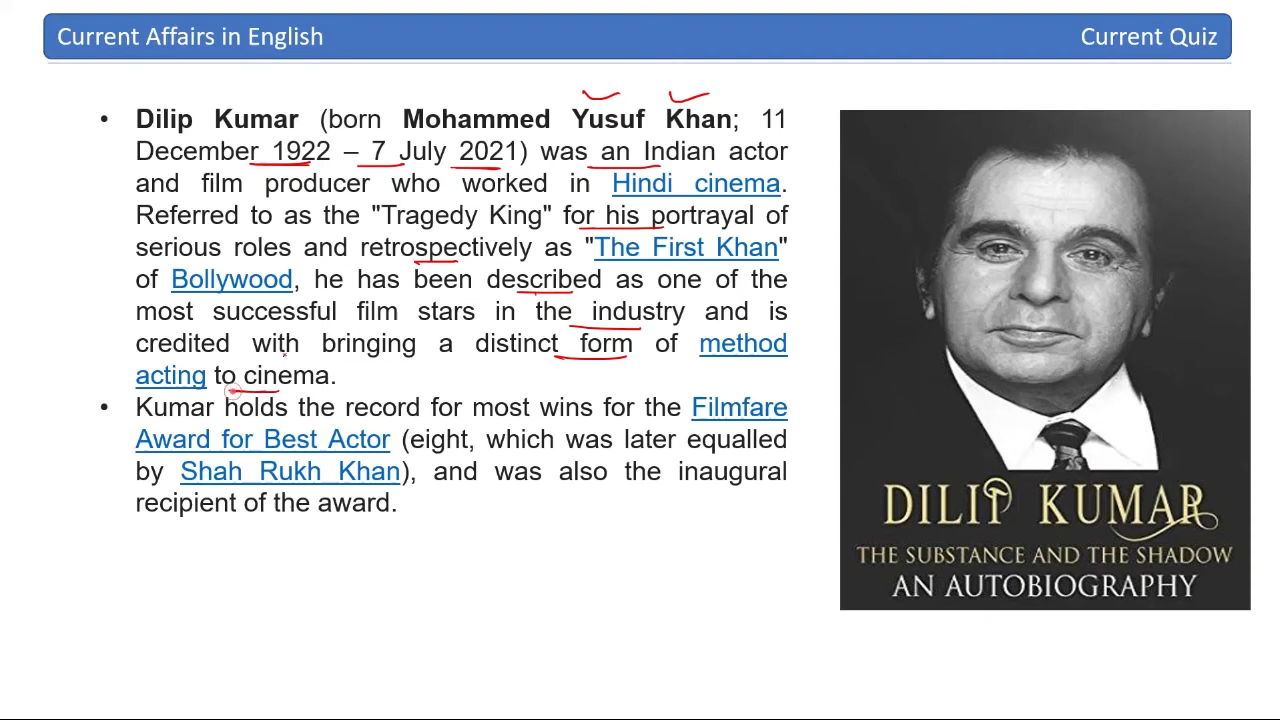 Current Affairs in English
Current Quiz
• Dilip Kumar (born Mohammed Yusuf Khan; 11
December 1922 – 7 July 2021) was an Indian actor
and film producer who worked in Hindi cinema.
Referred to as the "Tragedy King" for his portrayal of
serious roles and retrospectively as "The First Khan"
of Bollywood, he has been described as one of the
most successful film stars in the industry and is
credited with bringing a distinct form of method
acting to cinema.
• Kumar holds the record for most wins for the Filmfare
Award for Best Actor (eight, which was later equalled
by Shah Rukh Khan), and was also the inaugural
recipient of the award.
DILIP KUMAR
THE SUBSTANCE AND THE SHADOW
AN AUTOBIOGRAPHY